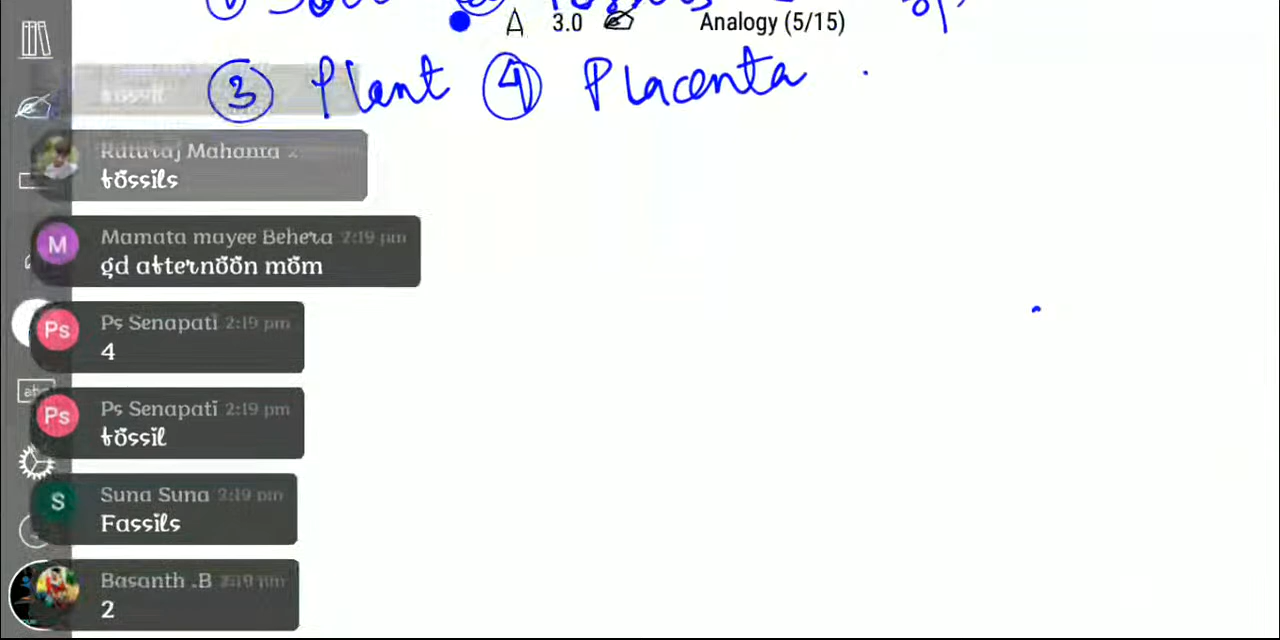 3.0 Analogy (5/15)
③ Plant ④ Placenta
fossil
Ruturaj Mahanta
fossils
Mamata mayee Behera 2:19 pm
gd afternoon mom
Ps Senapati 2:19 pm
4
Ps Senapati 2:19 pm
fossil
Suna Suna 2:19 pm
Fassils
Basanth .B 2:19 pm
2